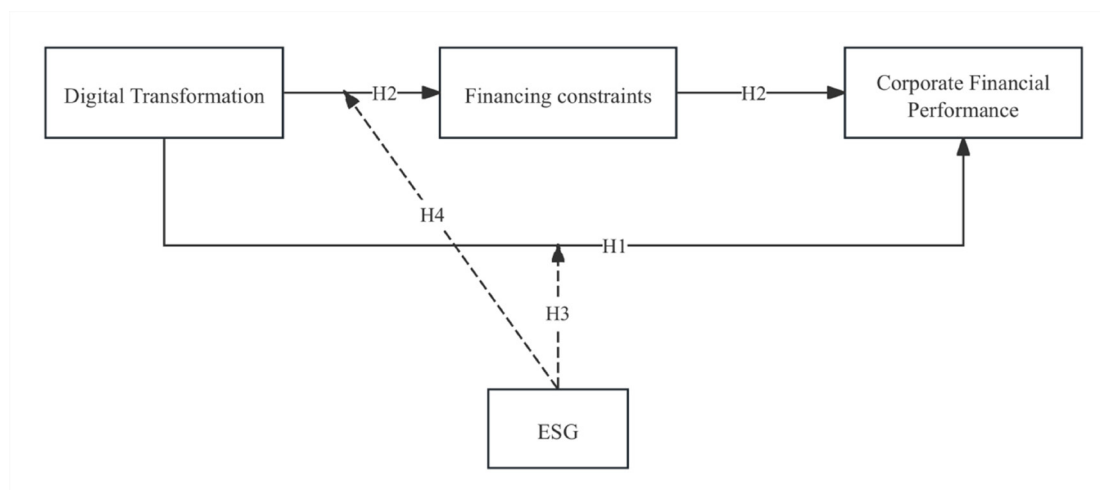 Digital Transformation
H2
Financing constraints
H2
Corporate Financial
Performance
H4
H1
H3
ESG